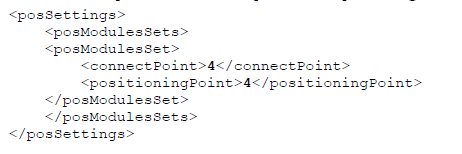 <posSettings>
    <posModulesSets>
    <posModulesSet>
        <connectPoint>4</connectPoint>
        <positioningPoint>4</positioningPoint>
    </posModulesSet>
    </posModulesSets>
</posSettings>